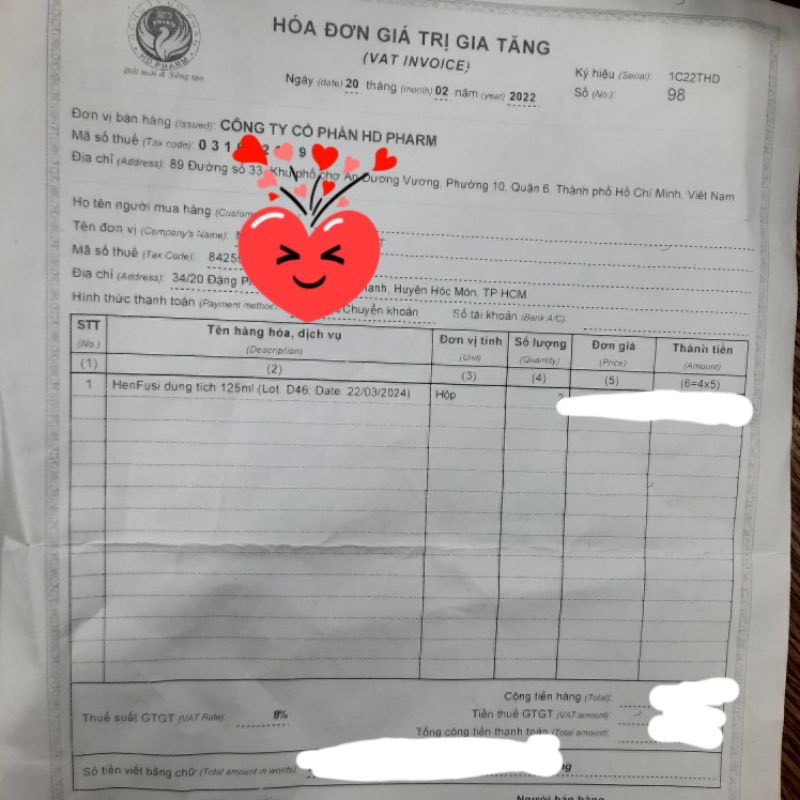 HD PHARM
Đổi mới & Sáng tạo
HÓA ĐƠN GIÁ TRỊ GIA TĂNG
(VAT INVOICE)
Ngày (date) 20 tháng (month) 02 năm (year) 2022
Ký hiệu (Serial): 1C22THD
Số (No.): 98
Đơn vị bán hàng (Issued): CÔNG TY CỔ PHẦN HD PHARM
Mã số thuế (Tax code): 0 3 1 9
Địa chỉ (Address): 89 Đường số 33, Khu phố chợ An Dương Vương, Phường 10, Quận 6, Thành phố Hồ Chí Minh, Việt Nam
Họ tên người mua hàng
Tên đơn vị (Company's Name):
Mã số thuế (Tax Code): 8425
Địa chỉ (Address): 34/20 Đặng Huyện Hóc Môn, TP HCM
Hình thức thanh toán (Payment method) /Chuyển khoản Số tài khoản (Bank A/C):
STT Tên hàng hóa, dịch vụ Đơn vị tính Số lượng Đơn giá Thành tiền
(No.) (Description) (Unit) (Quantity) (Price) (Amount)
(1) (2) (3) (4) (5) (6=4x5)
1 HenFusi dung tích 125ml (Lot: D46; Date: 22/03/2024) Hộp
Cộng tiền hàng (Total):
Thuế suất GTGT (VAT Rate): 8% Tiền thuế GTGT (VAT amount):
Tổng cộng tiền thanh toán (Total amount):
Số tiền viết bằng chữ (Total amount in words):
Người bán hàng